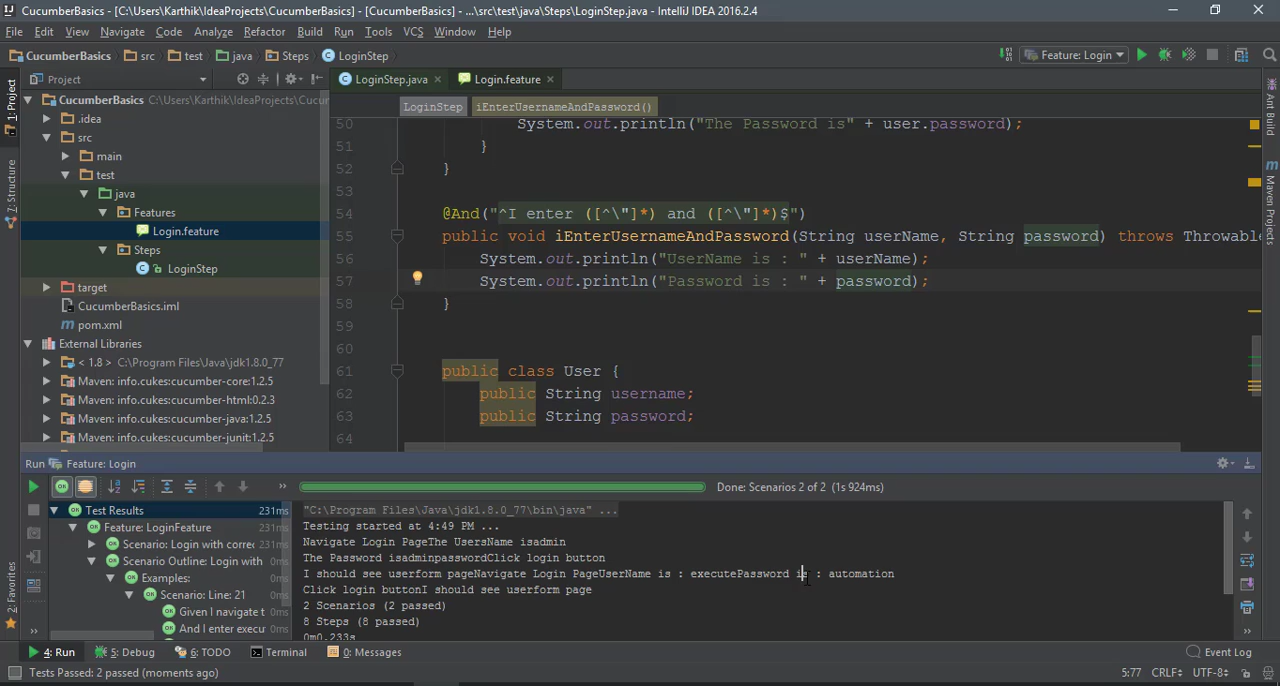 CucumberBasics - [C:\Users\Karthik\IdeaProjects\CucumberBasics] - [CucumberBasics] - ...\src\test\java\Steps\LoginStep.java - IntelliJ IDEA 2016.2.4
File Edit View Navigate Code Analyze Refactor Build Run Tools VCS Window Help
CucumberBasics src test java Steps LoginStep Feature: Login
Project LoginStep.java Login.feature
1: Project
Structure
Favorites
Ant Build
Maven Projects
CucumberBasics C:\Users\Karthik\IdeaProjects\Cucur
.idea
src
main
test
java
Features
Login.feature
Steps
LoginStep
target
CucumberBasics.iml
pom.xml
External Libraries
< 1.8 > C:\Program Files\Java\jdk1.8.0_77
Maven: info.cukes:cucumber-core:1.2.5
Maven: info.cukes:cucumber-html:0.2.3
Maven: info.cukes:cucumber-java:1.2.5
Maven: info.cukes:cucumber-junit:1.2.5
LoginStep iEnterUsernameAndPassword()
50 System.out.println("The Password is" + user.password);
51 }
52 }
53
54 @And("^I enter ([^\"]*) and ([^\"]*)$")
55 public void iEnterUsernameAndPassword(String userName, String password) throws Throwabl
56 System.out.println("UserName is : " + userName);
57 System.out.println("Password is : " + password);
58 }
59
60
61 public class User {
62 public String username;
63 public String password;
64
Run Feature: Login
Done: Scenarios 2 of 2 (1s 924ms)
Test Results 231ms
Feature: LoginFeature 231ms
Scenario: Login with correc 231ms
Scenario Outline: Login with 0ms
Examples: 0ms
Scenario: Line: 21 0ms
Given I navigate t 0ms
And I enter execu 0ms
"C:\Program Files\Java\jdk1.8.0_77\bin\java" ...
Testing started at 4:49 PM ...
Navigate Login PageThe UsersName isadmin
The Password isadminpasswordClick login button
I should see userform pageNavigate Login PageUserName is : executePassword is : automation
Click login buttonI should see userform page
2 Scenarios (2 passed)
8 Steps (8 passed)
0m0.233s
4: Run 5: Debug 6: TODO Terminal 0: Messages Event Log
Tests Passed: 2 passed (moments ago) 5:77 CRLF UTF-8